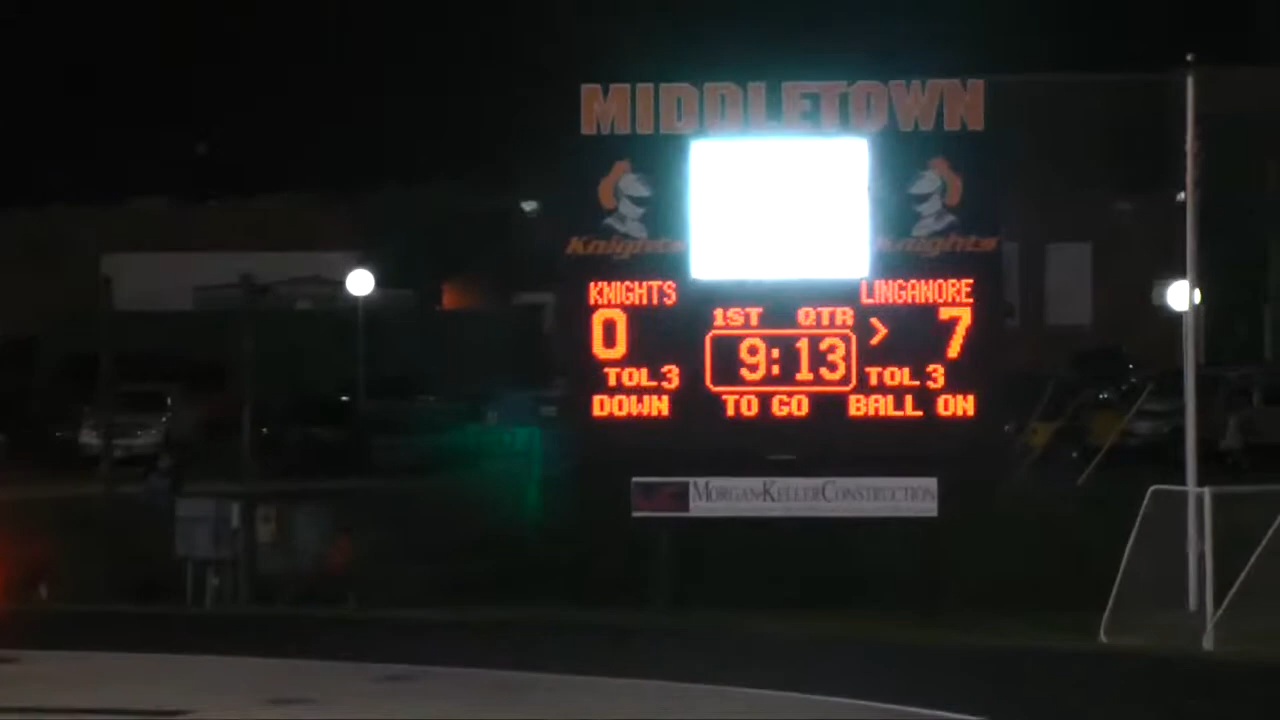 MIDDLETOWN
Knights Knights
KNIGHTS LINGANORE
1ST QTR
0 9:13 > 7
TOL 3 TOL 3
DOWN TO GO BALL ON
MORGAN-KELLER CONSTRUCTION